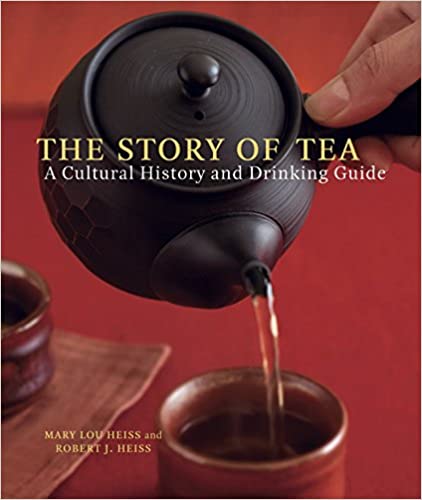 THE STORY OF TEA
A Cultural History and Drinking Guide
MARY LOU HEISS and
ROBERT J. HEISS